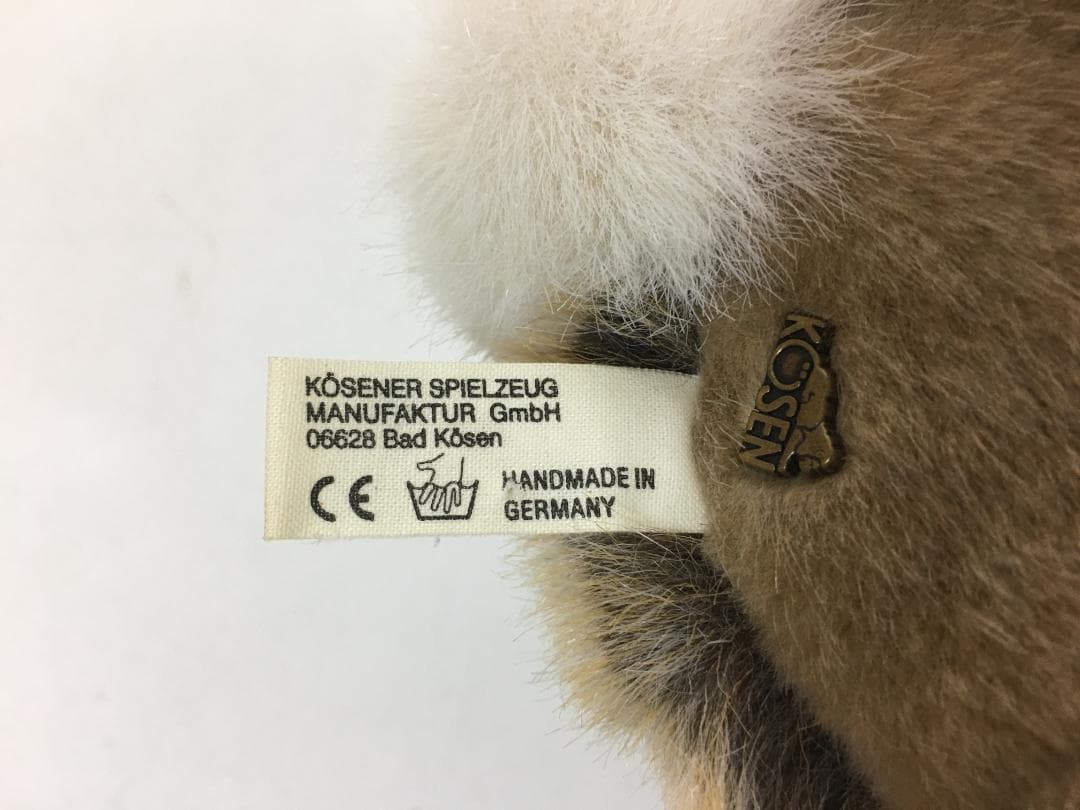 KÖSENER SPIELZEUG
MANUFAKTUR GmbH
06628 Bad Kösen
CE
HANDMADE IN
GERMANY
KÖSEN